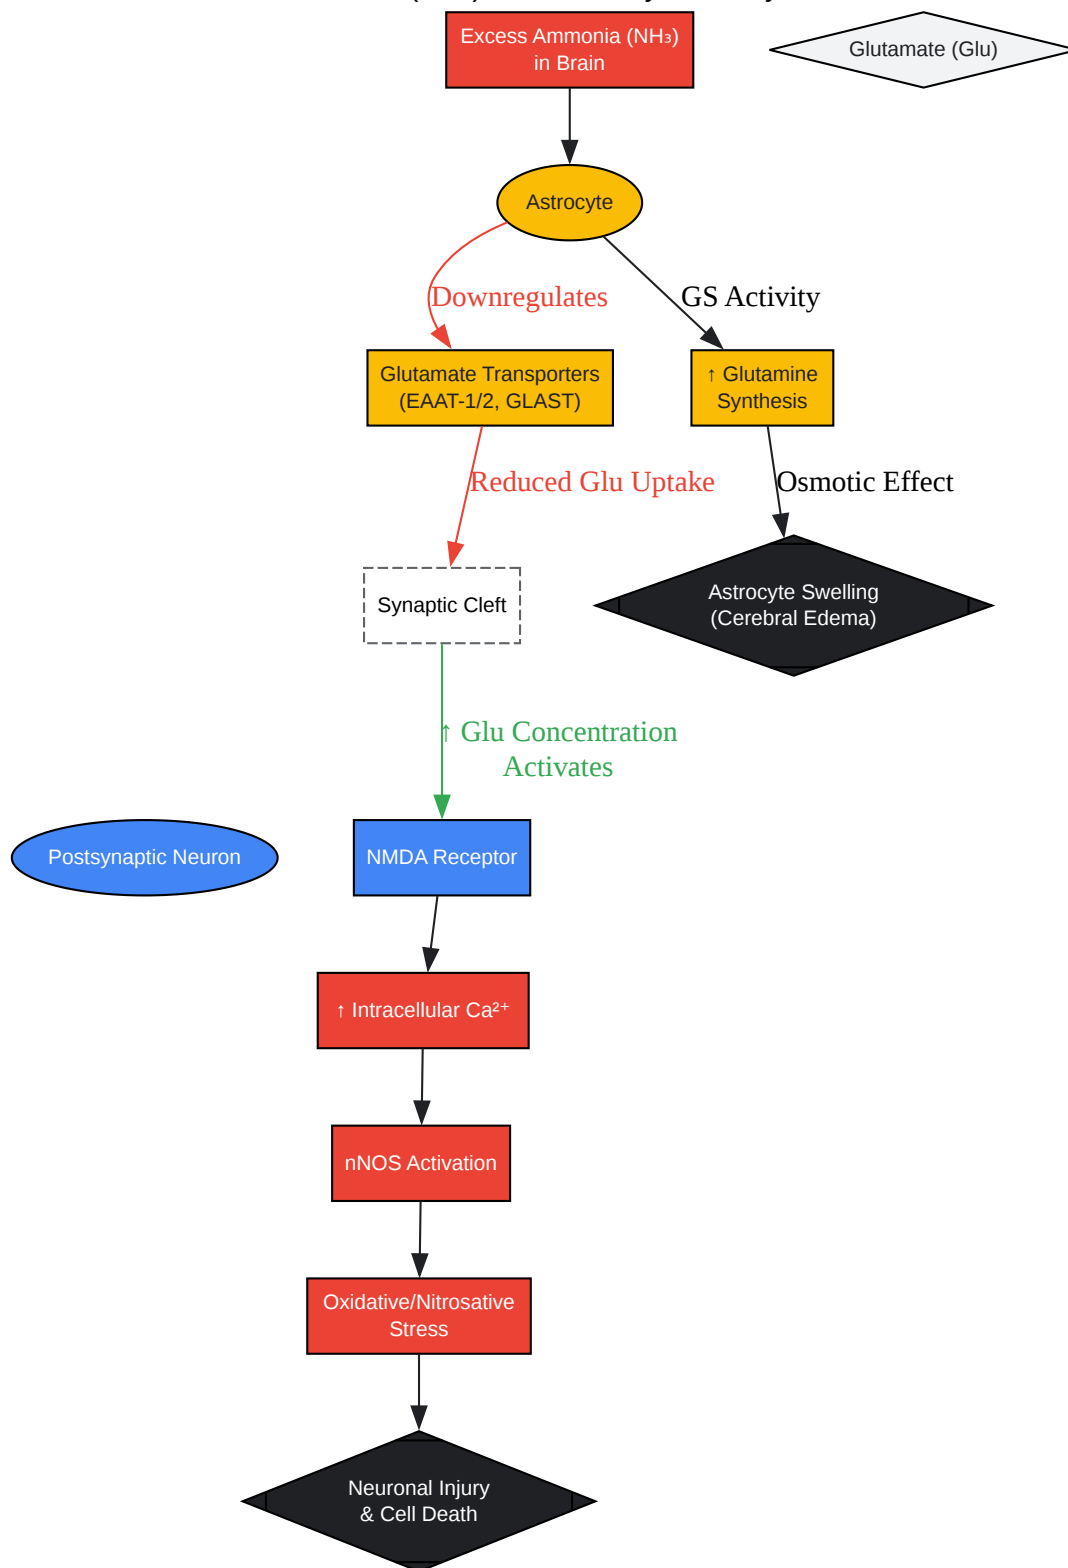 Excess Ammonia (NH₃)
in Brain
Glutamate (Glu)
Astrocyte
Downregulates
GS Activity
Glutamate Transporters
(EAAT-1/2, GLAST)
↑ Glutamine
Synthesis
Reduced Glu Uptake
Osmotic Effect
Synaptic Cleft
Astrocyte Swelling
(Cerebral Edema)
↑ Glu Concentration
Activates
Postsynaptic Neuron
NMDA Receptor
↑ Intracellular Ca²⁺
nNOS Activation
Oxidative/Nitrosative
Stress
Neuronal Injury
& Cell Death